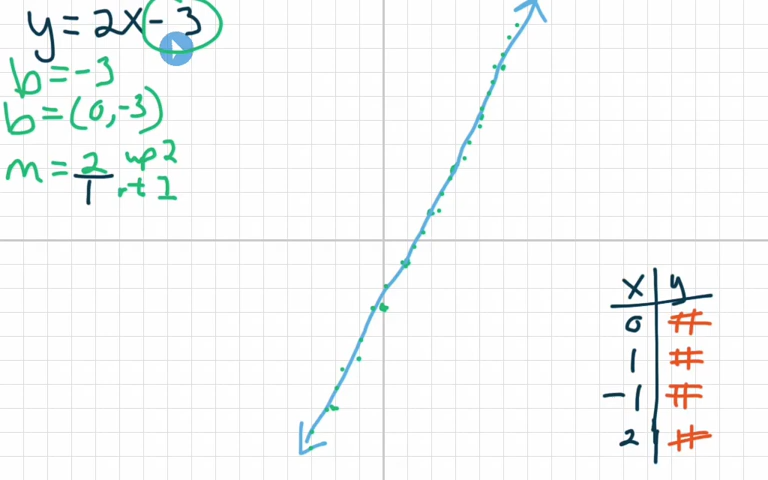 y = 2x - 3
b = -3
b = (0, -3)
m = 2/1 up 2
rt 1
x y
0 #
1 #
-1 #
2 #